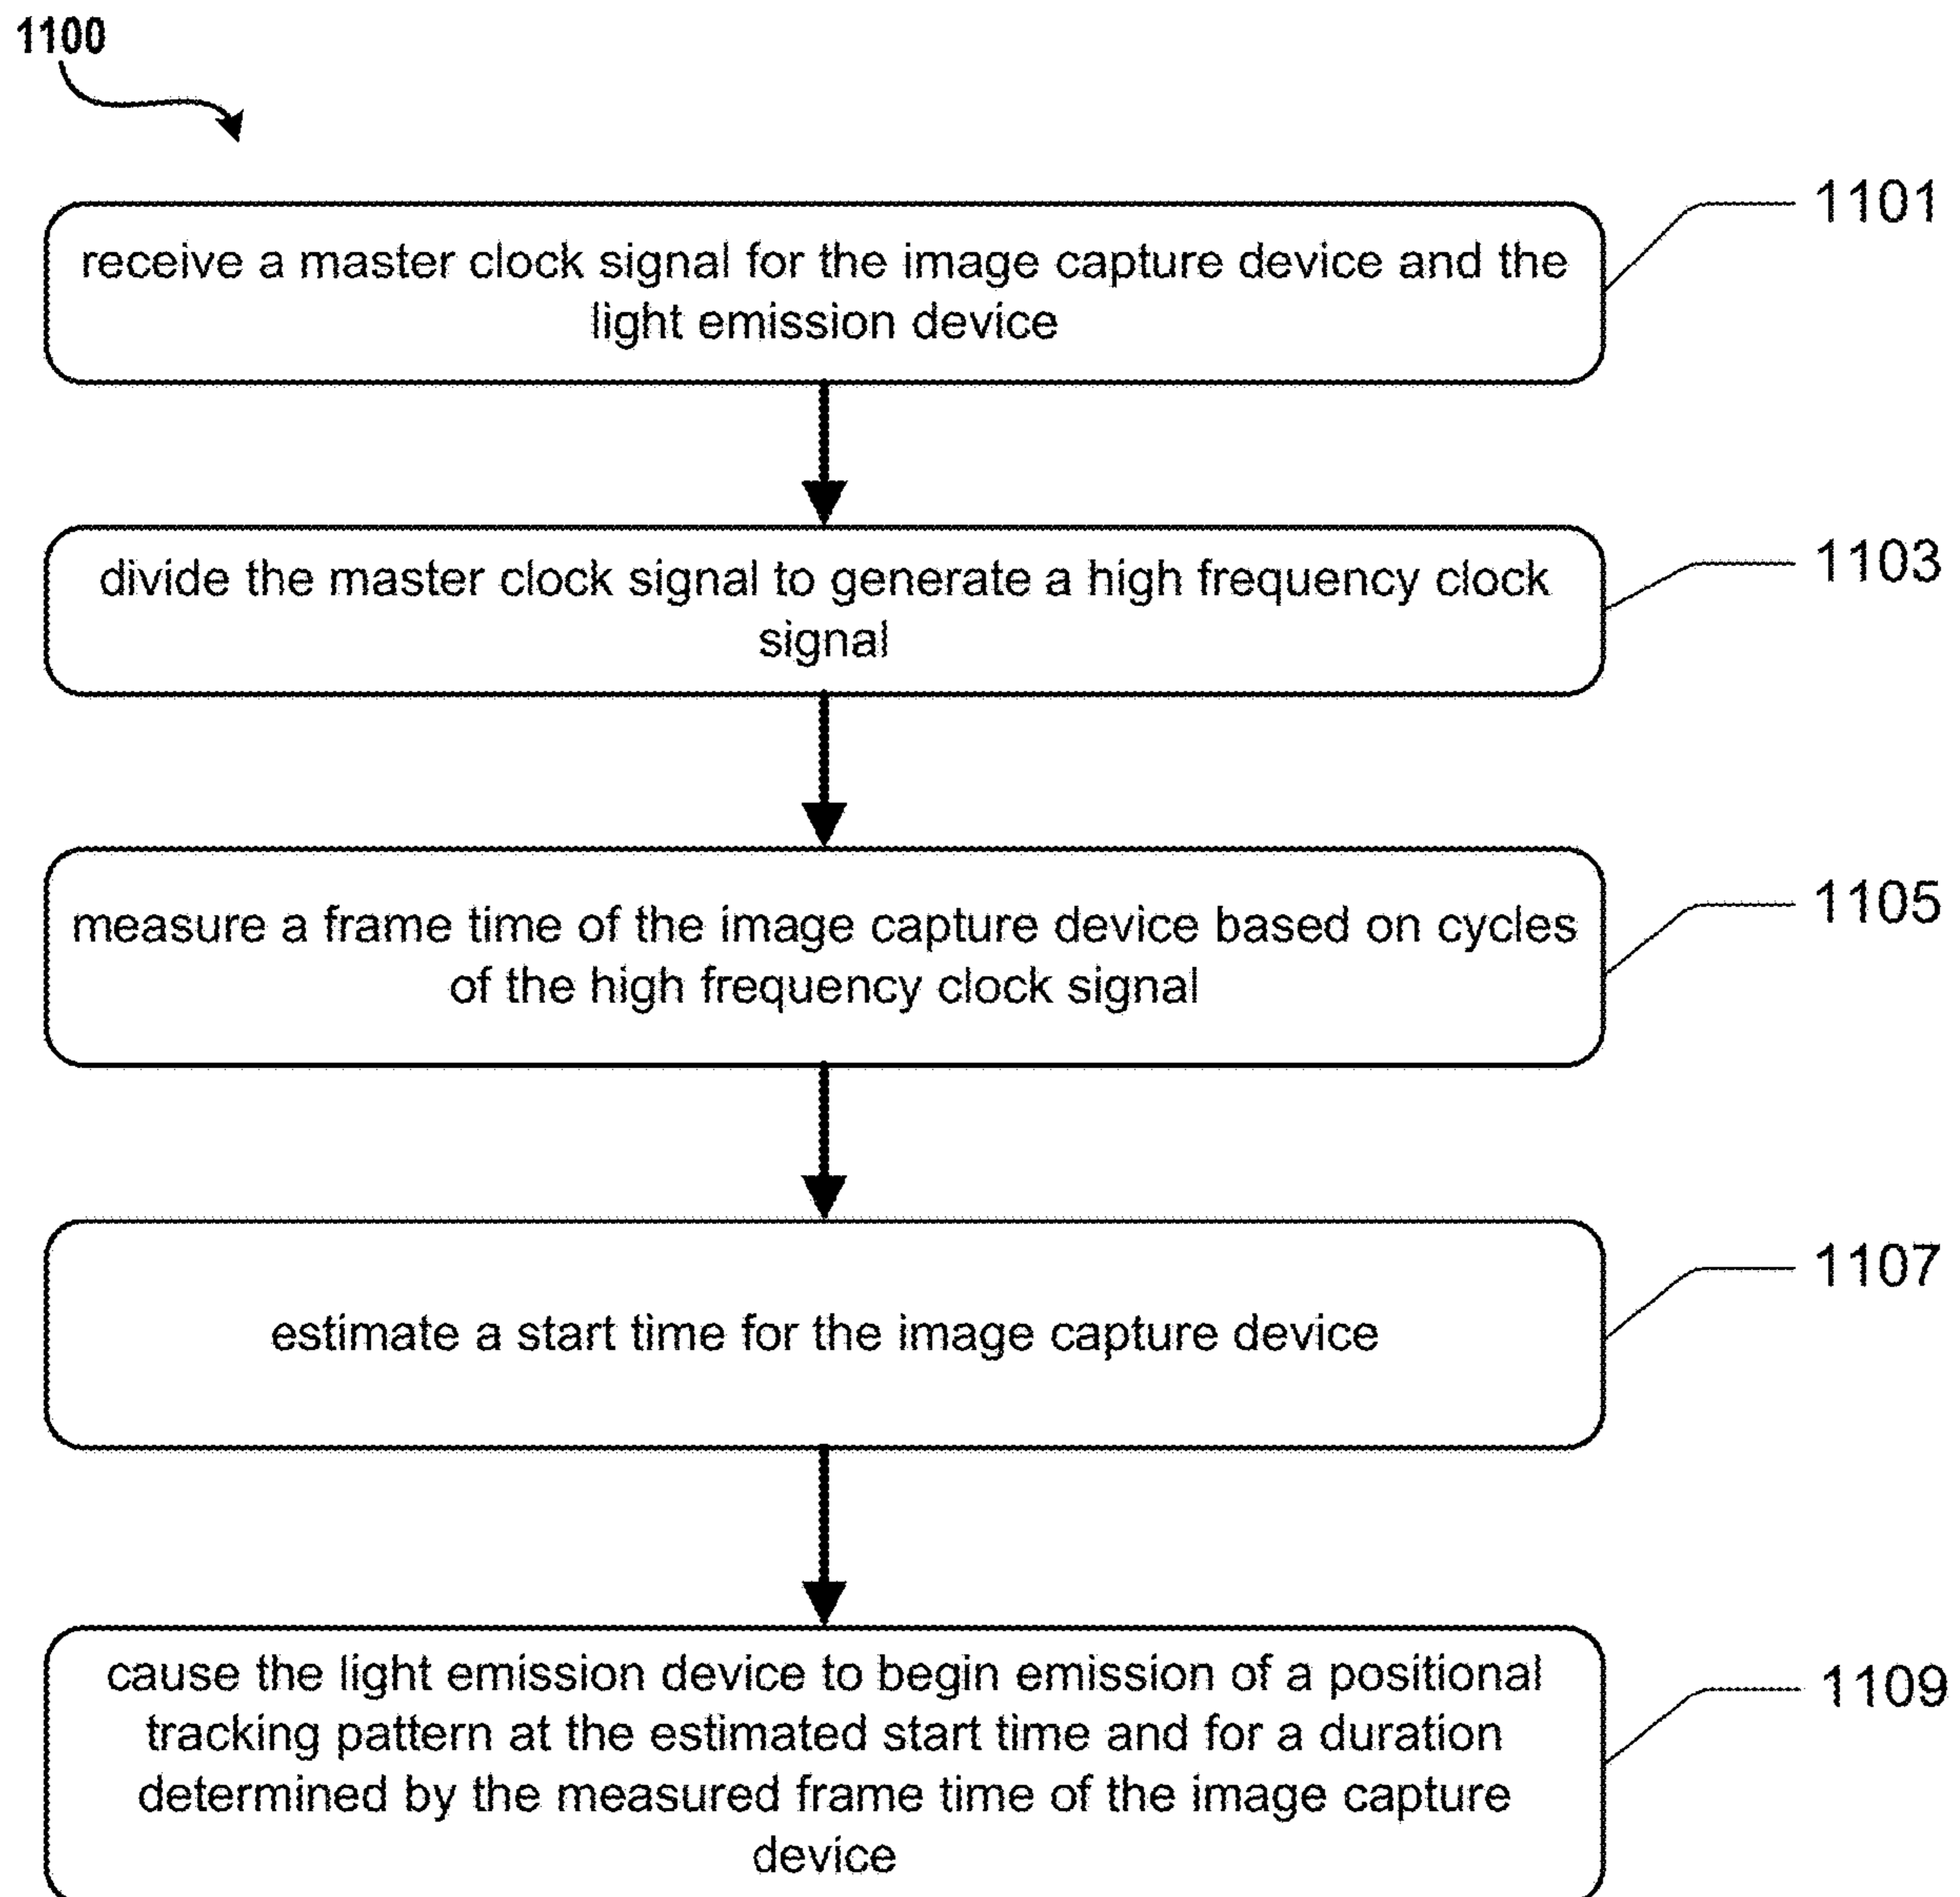 1100
receive a master clock signal for the image capture device and the
light emission device
1101
divide the master clock signal to generate a high frequency clock
signal
1103
measure a frame time of the image capture device based on cycles
of the high frequency clock signal
1105
estimate a start time for the image capture device
1107
cause the light emission device to begin emission of a positional
tracking pattern at the estimated start time and for a duration
determined by the measured frame time of the image capture
device
1109